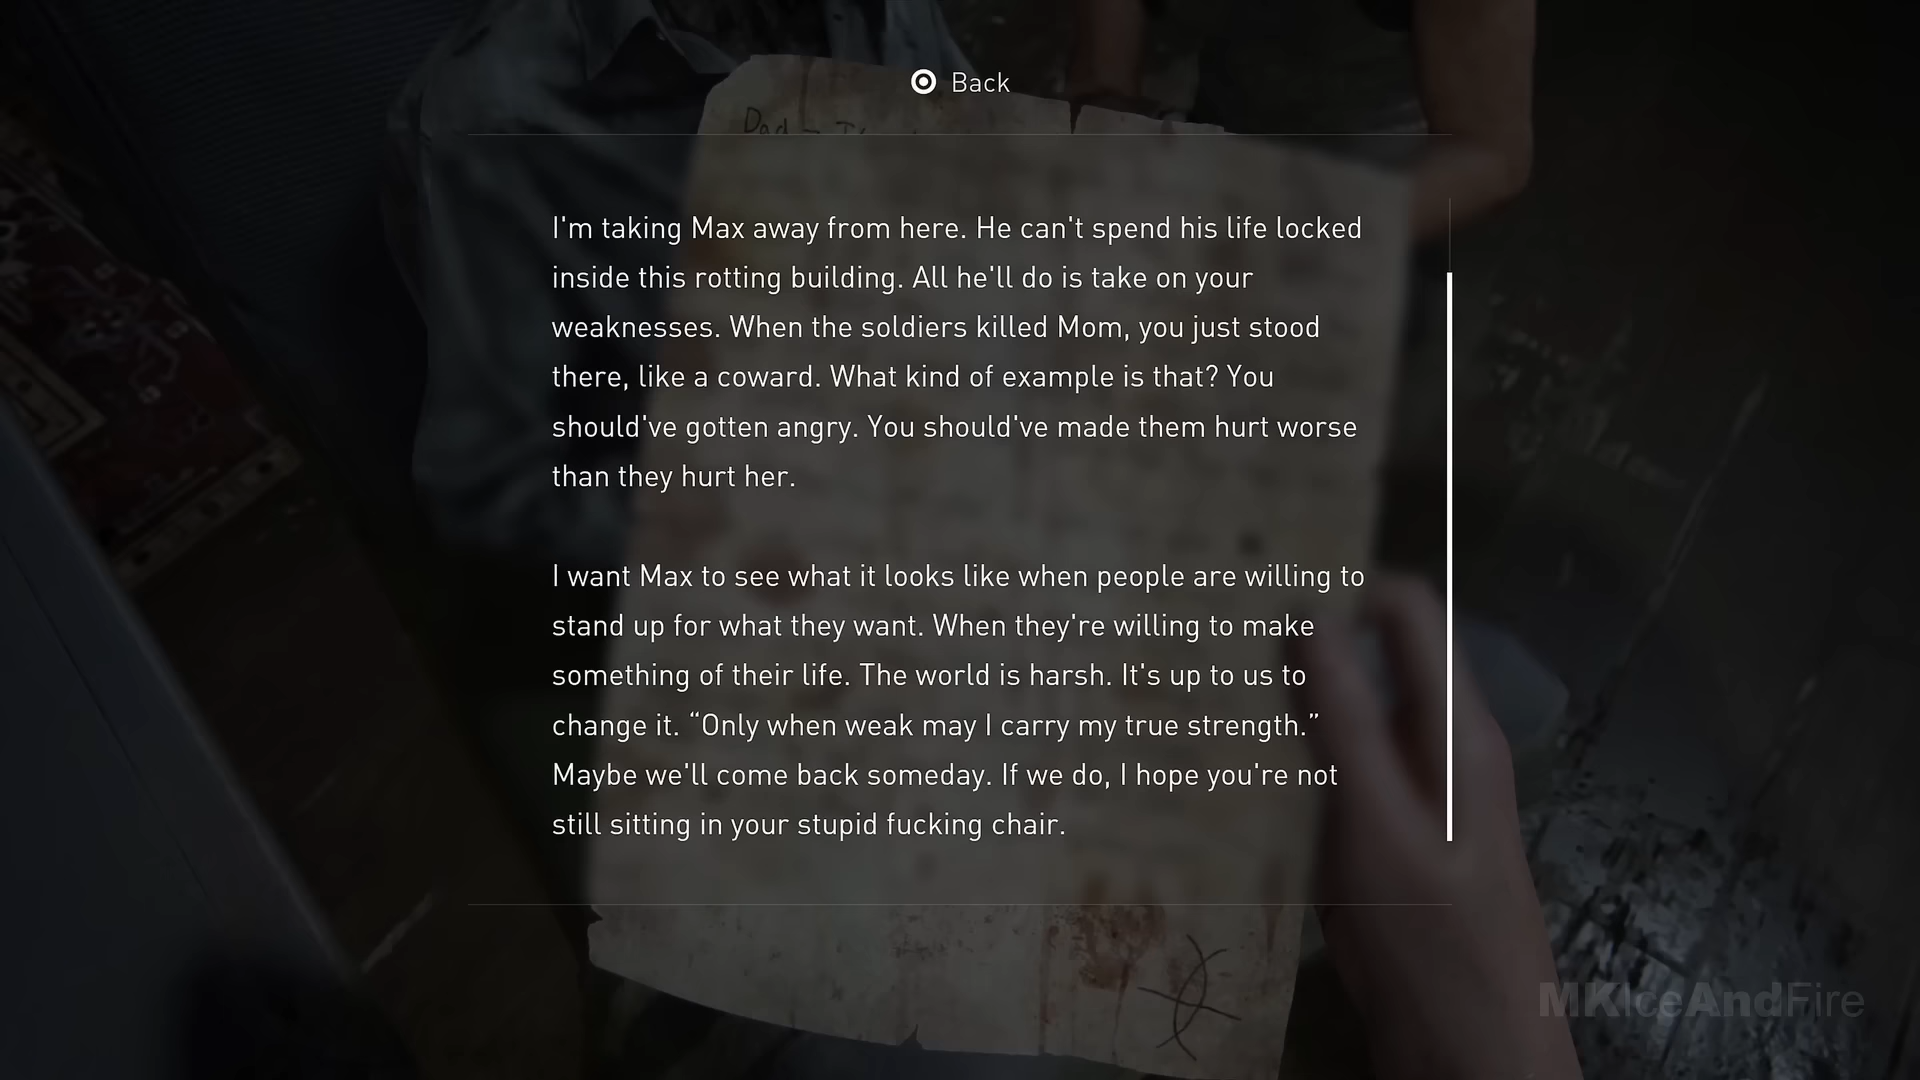 Back
Dad -
I'm taking Max away from here. He can't spend his life locked
inside this rotting building. All he'll do is take on your
weaknesses. When the soldiers killed Mom, you just stood
there, like a coward. What kind of example is that? You
should've gotten angry. You should've made them hurt worse
than they hurt her.
I want Max to see what it looks like when people are willing to
stand up for what they want. When they're willing to make
something of their life. The world is harsh. It's up to us to
change it. “Only when weak may I carry my true strength.”
Maybe we'll come back someday. If we do, I hope you're not
still sitting in your stupid fucking chair.
MKIceAndFire